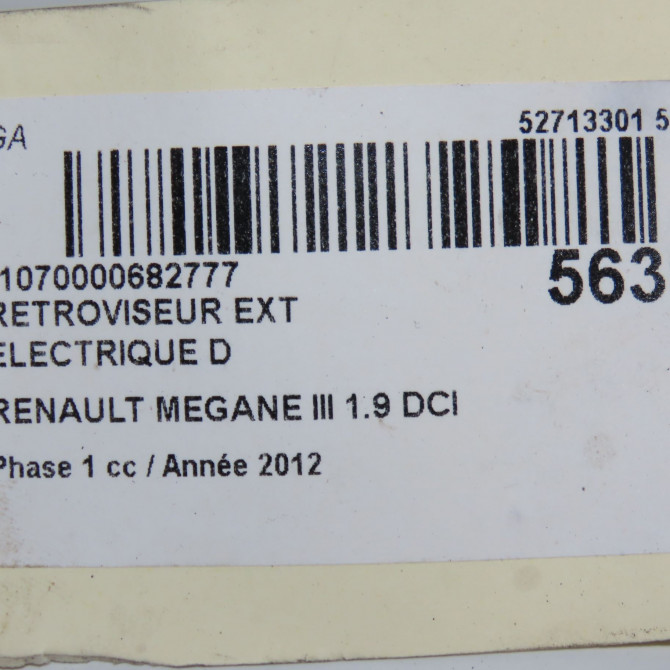 GA
52713301 5
1070000682777
563
RETROVISEUR EXT
ELECTRIQUE D
RENAULT MEGANE III 1.9 DCI
Phase 1 cc / Année 2012